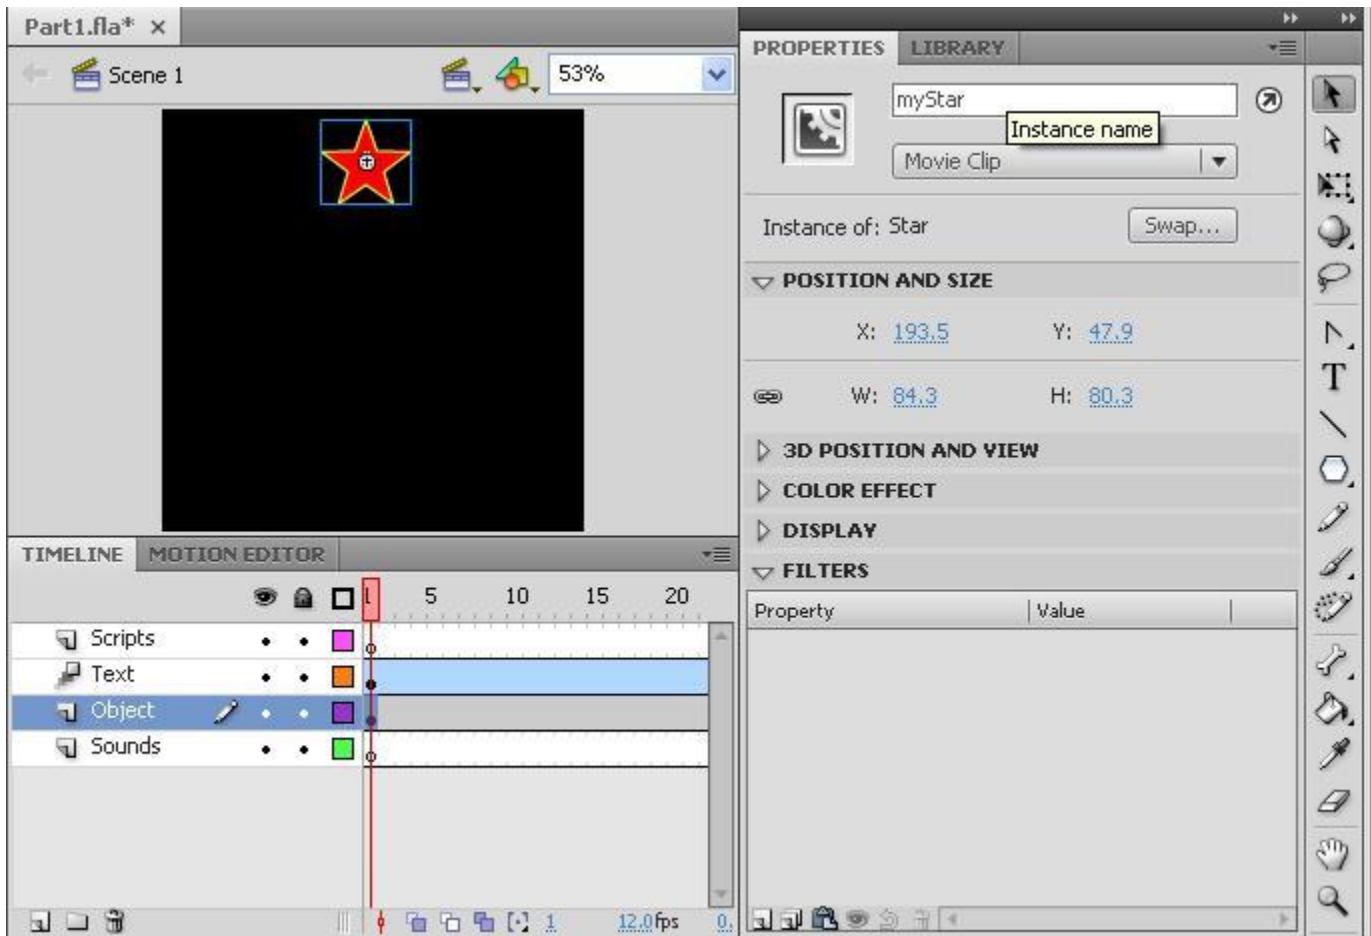 Part1.fla* ×
Scene 1
53%
TIMELINE MOTION EDITOR
1 5 10 15 20
Scripts
Text
Object
Sounds
1 12.0fps 0.
PROPERTIES LIBRARY
myStar
Instance name
Movie Clip
Instance of: Star Swap...
POSITION AND SIZE
X: 193.5 Y: 47.9
W: 84.3 H: 80.3
3D POSITION AND VIEW
COLOR EFFECT
DISPLAY
FILTERS
Property Value
T